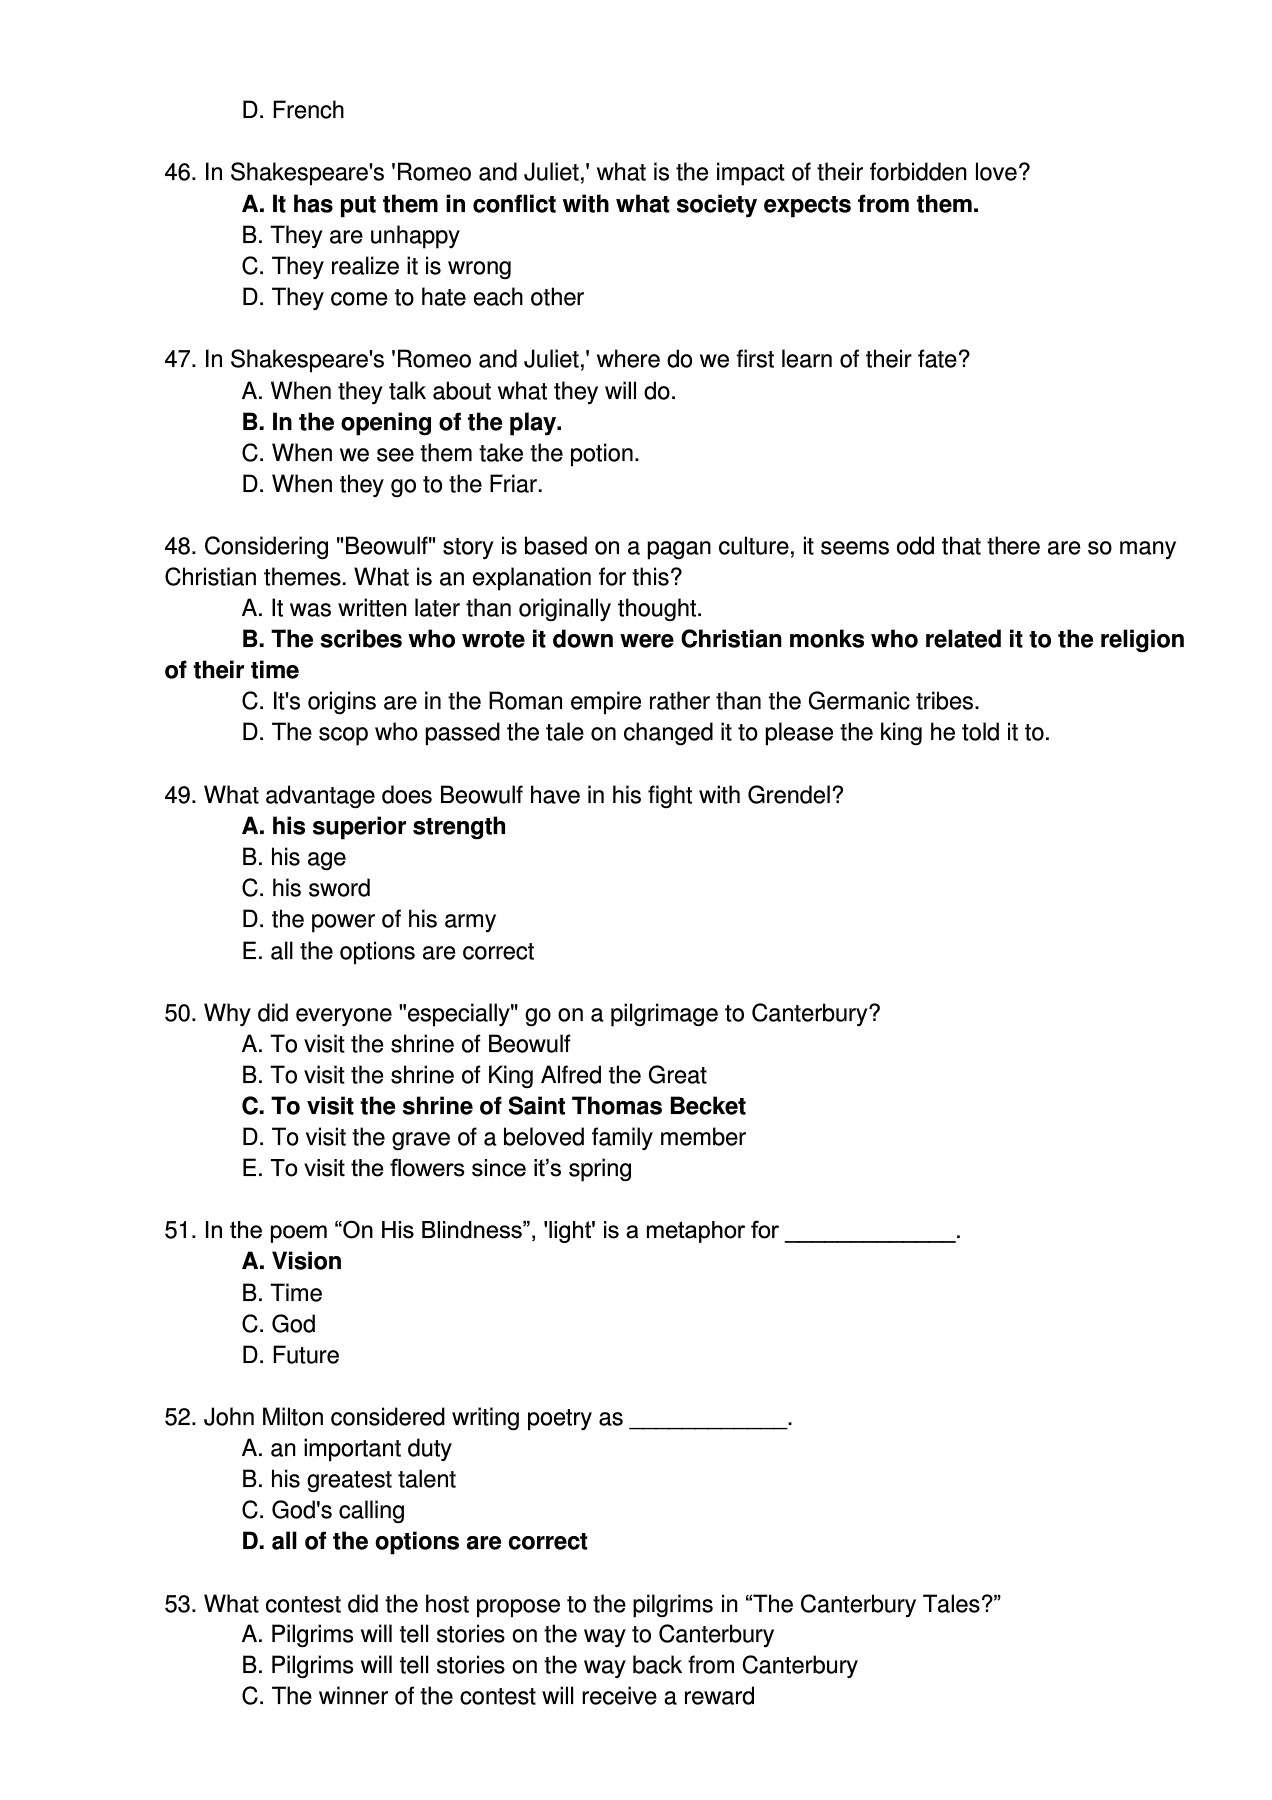 D. French
46. In Shakespeare's 'Romeo and Juliet,' what is the impact of their forbidden love?
A. It has put them in conflict with what society expects from them.
B. They are unhappy
C. They realize it is wrong
D. They come to hate each other
47. In Shakespeare's 'Romeo and Juliet,' where do we first learn of their fate?
A. When they talk about what they will do.
B. In the opening of the play.
C. When we see them take the potion.
D. When they go to the Friar.
48. Considering "Beowulf" story is based on a pagan culture, it seems odd that there are so many
Christian themes. What is an explanation for this?
A. It was written later than originally thought.
B. The scribes who wrote it down were Christian monks who related it to the religion
of their time
C. It's origins are in the Roman empire rather than the Germanic tribes.
D. The scop who passed the tale on changed it to please the king he told it to.
49. What advantage does Beowulf have in his fight with Grendel?
A. his superior strength
B. his age
C. his sword
D. the power of his army
E. all the options are correct
50. Why did everyone "especially" go on a pilgrimage to Canterbury?
A. To visit the shrine of Beowulf
B. To visit the shrine of King Alfred the Great
C. To visit the shrine of Saint Thomas Becket
D. To visit the grave of a beloved family member
E. To visit the flowers since it’s spring
51. In the poem “On His Blindness”, 'light' is a metaphor for _____________.
A. Vision
B. Time
C. God
D. Future
52. John Milton considered writing poetry as ____________.
A. an important duty
B. his greatest talent
C. God's calling
D. all of the options are correct
53. What contest did the host propose to the pilgrims in “The Canterbury Tales?”
A. Pilgrims will tell stories on the way to Canterbury
B. Pilgrims will tell stories on the way back from Canterbury
C. The winner of the contest will receive a reward